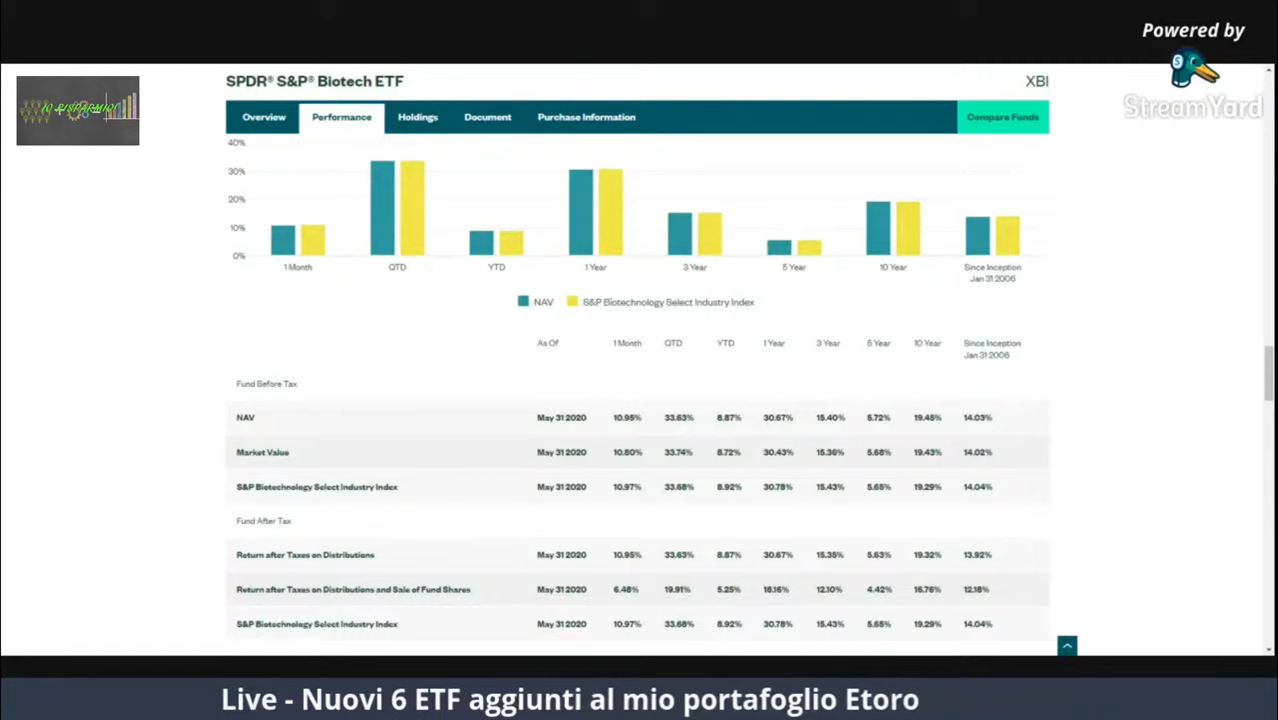 Powered by
StreamYard
IO RISPARMIO!
SPDR® S&P® Biotech ETF
XBI
Overview Performance Holdings Document Purchase Information Compare Funds
40%
30%
20%
10%
0%
1 Month QTD YTD 1 Year 3 Year 5 Year 10 Year Since Inception
Jan 31 2006
NAV S&P Biotechnology Select Industry Index
As Of 1 Month QTD YTD 1 Year 3 Year 5 Year 10 Year Since Inception
Jan 31 2006
Fund Before Tax
NAV May 31 2020 10.95% 33.63% 8.87% 30.67% 15.40% 5.72% 19.45% 14.03%
Market Value May 31 2020 10.80% 33.74% 8.72% 30.43% 15.36% 5.68% 19.43% 14.02%
S&P Biotechnology Select Industry Index May 31 2020 10.97% 33.68% 8.92% 30.78% 15.43% 5.65% 19.29% 14.04%
Fund After Tax
Return after Taxes on Distributions May 31 2020 10.95% 33.63% 8.87% 30.67% 15.35% 5.63% 19.32% 13.92%
Return after Taxes on Distributions and Sale of Fund Shares May 31 2020 6.48% 19.91% 5.25% 18.16% 12.10% 4.42% 16.76% 12.18%
S&P Biotechnology Select Industry Index May 31 2020 10.97% 33.68% 8.92% 30.78% 15.43% 5.65% 19.29% 14.04%
Live - Nuovi 6 ETF aggiunti al mio portafoglio Etoro